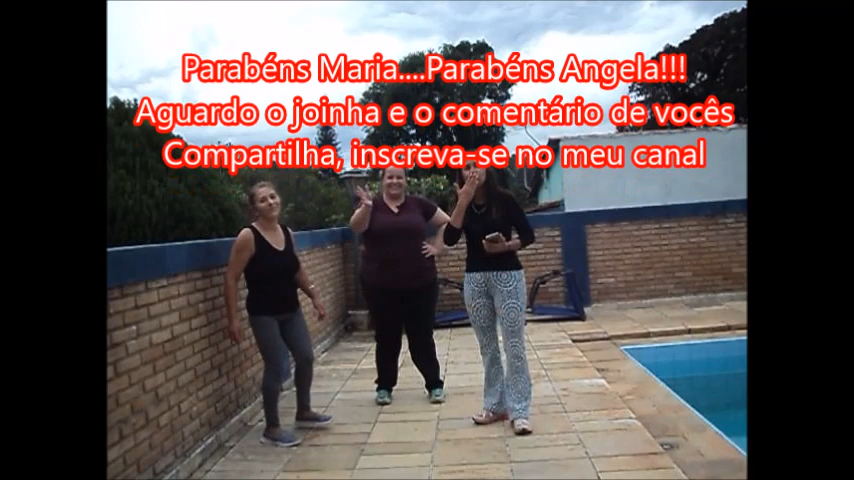 Parabéns Maria....Parabéns Angela!!!
Aguardo o joinha e o comentário de vocês
Compartilha, inscreva-se no meu canal